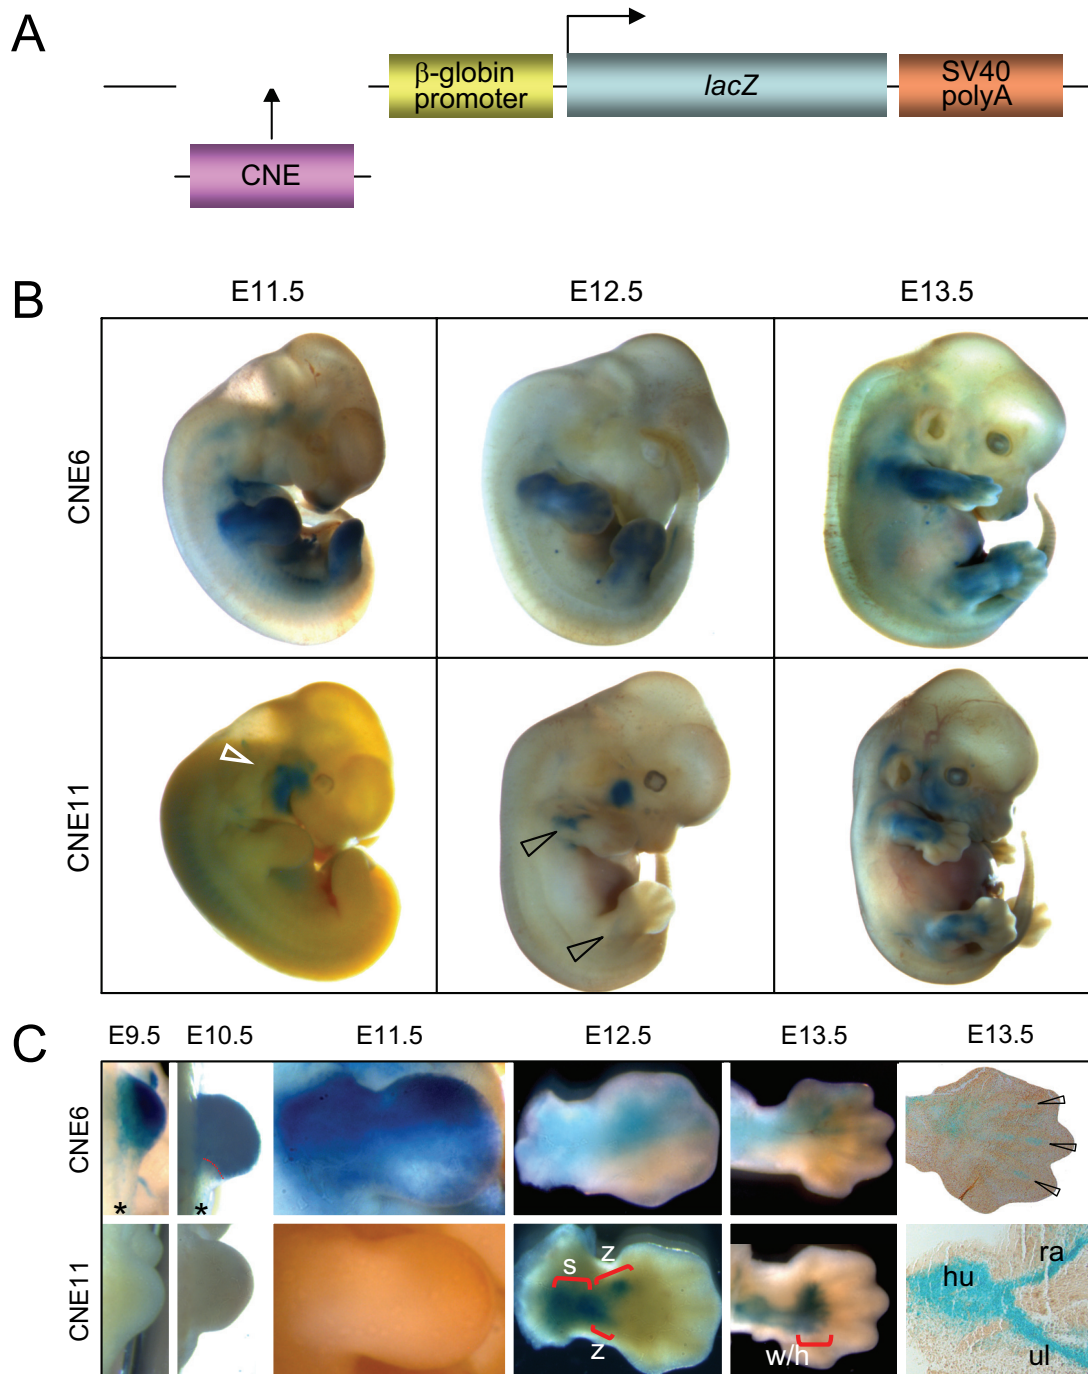 A
β-globin
promoter
lacZ
SV40
polyA
CNE
B
E11.5 E12.5 E13.5
CNE6
CNE11
C
E9.5 E10.5 E11.5 E12.5 E13.5 E13.5
CNE6
* *
CNE11
s z
z
w/h
hu ra
ul